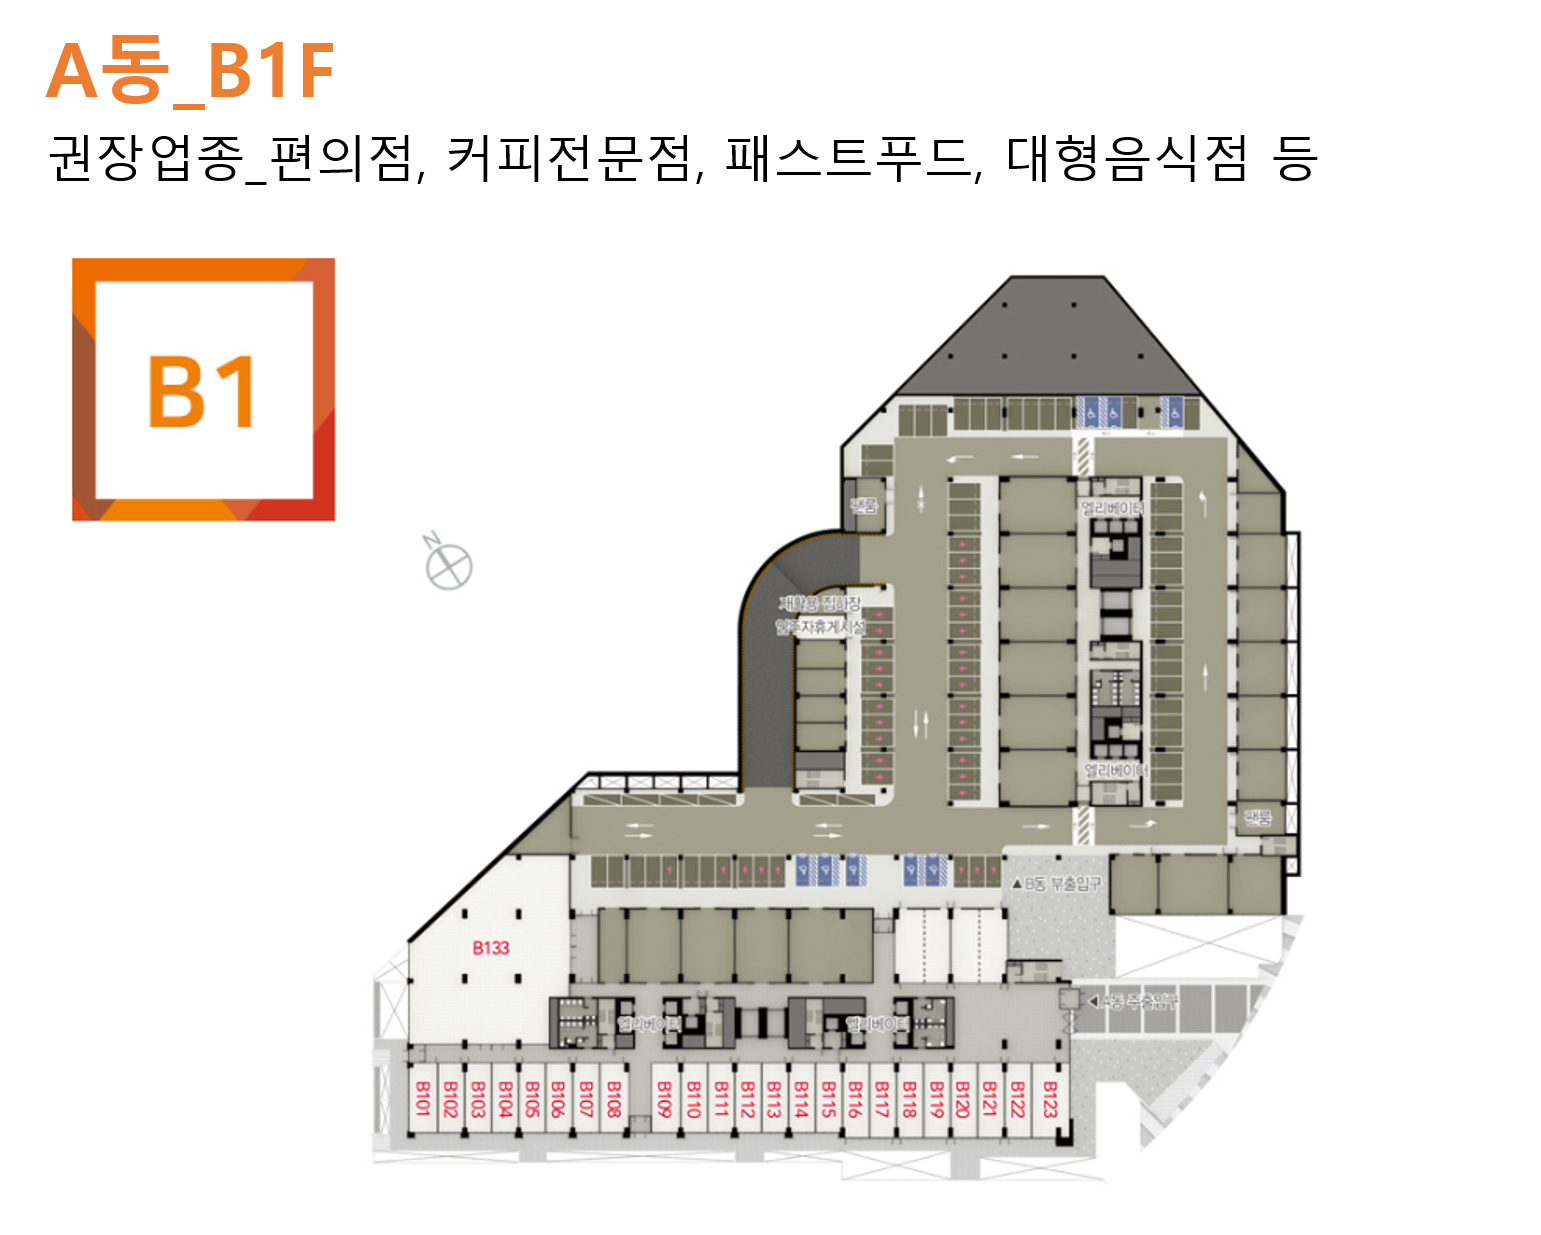 A동_B1F
권장업종_편의점, 커피전문점, 패스트푸드, 대형음식점 등
B1
N
팬룸
엘리베이터
재활용 집하장
입주자휴게시설
엘리베이터
팬룸
▲B동 부출입구
B133
◀A동 주출입구
엘리베이터
엘리베이터
B101
B102
B103
B104
B105
B106
B107
B108
B109
B110
B111
B112
B113
B114
B115
B116
B117
B118
B119
B120
B121
B122
B123